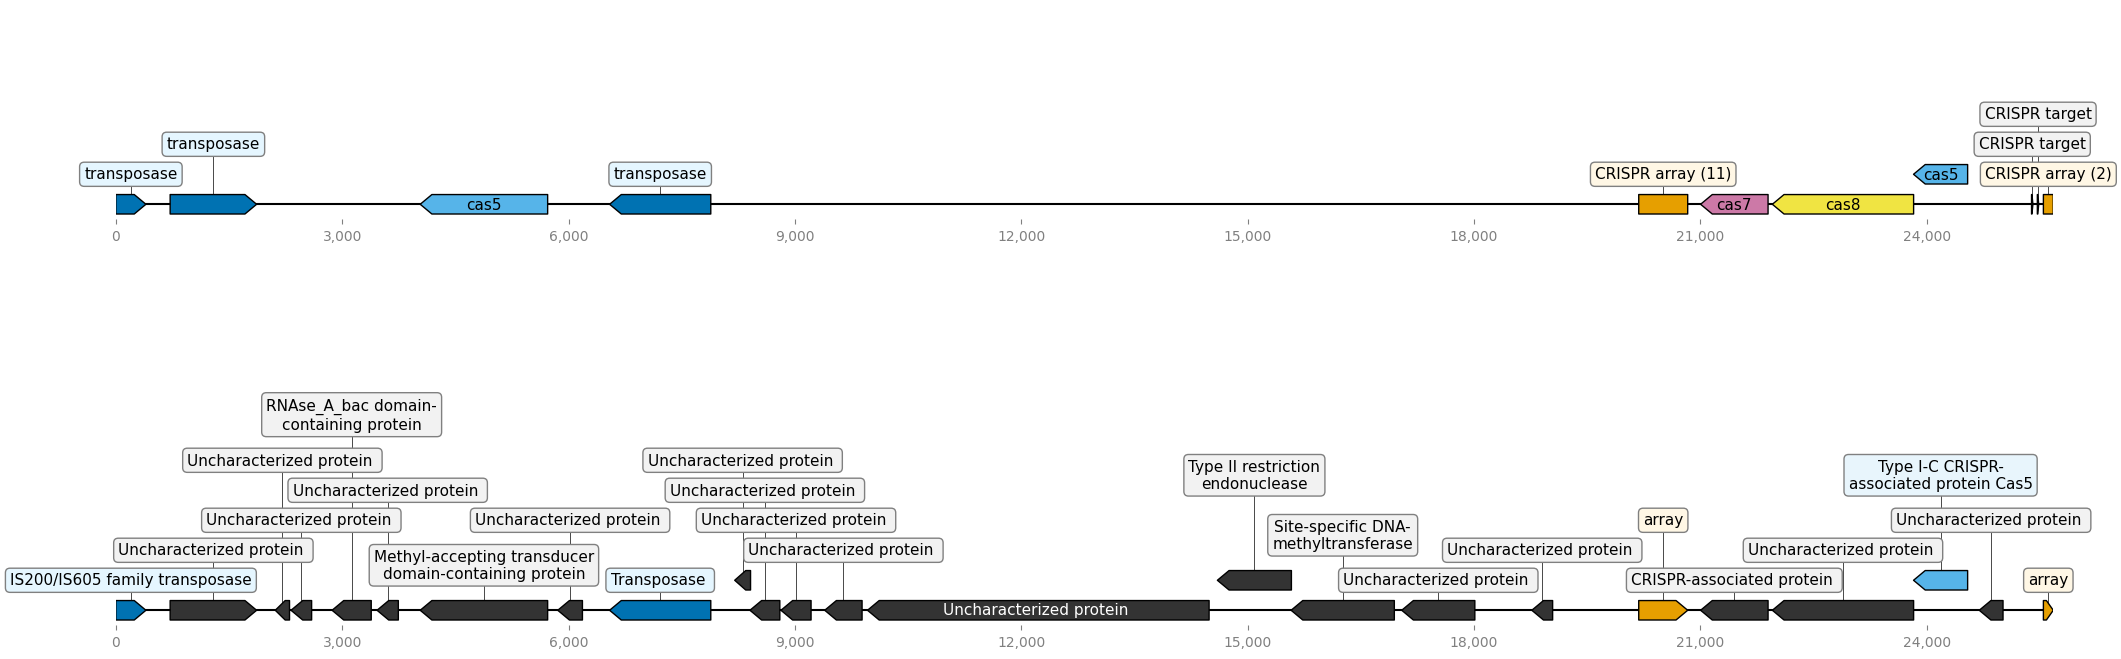 CRISPR target
transposase
CRISPR target
transposase
transposase
CRISPR array (11)
cas5
CRISPR array (2)
cas5
cas7
cas8
0
3,000
6,000
9,000
12,000
15,000
18,000
21,000
24,000
RNAse_A_bac domain-
containing protein
Uncharacterized protein
Uncharacterized protein
Type II restriction
endonuclease
Type I-C CRISPR-
associated protein Cas5
Uncharacterized protein
Uncharacterized protein
Uncharacterized protein
Uncharacterized protein
Uncharacterized protein
array
Uncharacterized protein
Site-specific DNA-
methyltransferase
Uncharacterized protein
Methyl-accepting transducer
domain-containing protein
Uncharacterized protein
Uncharacterized protein
Uncharacterized protein
Uncharacterized protein
IS200/IS605 family transposase
Transposase
Uncharacterized protein
CRISPR-associated protein
array
Uncharacterized protein
0
3,000
6,000
9,000
12,000
15,000
18,000
21,000
24,000